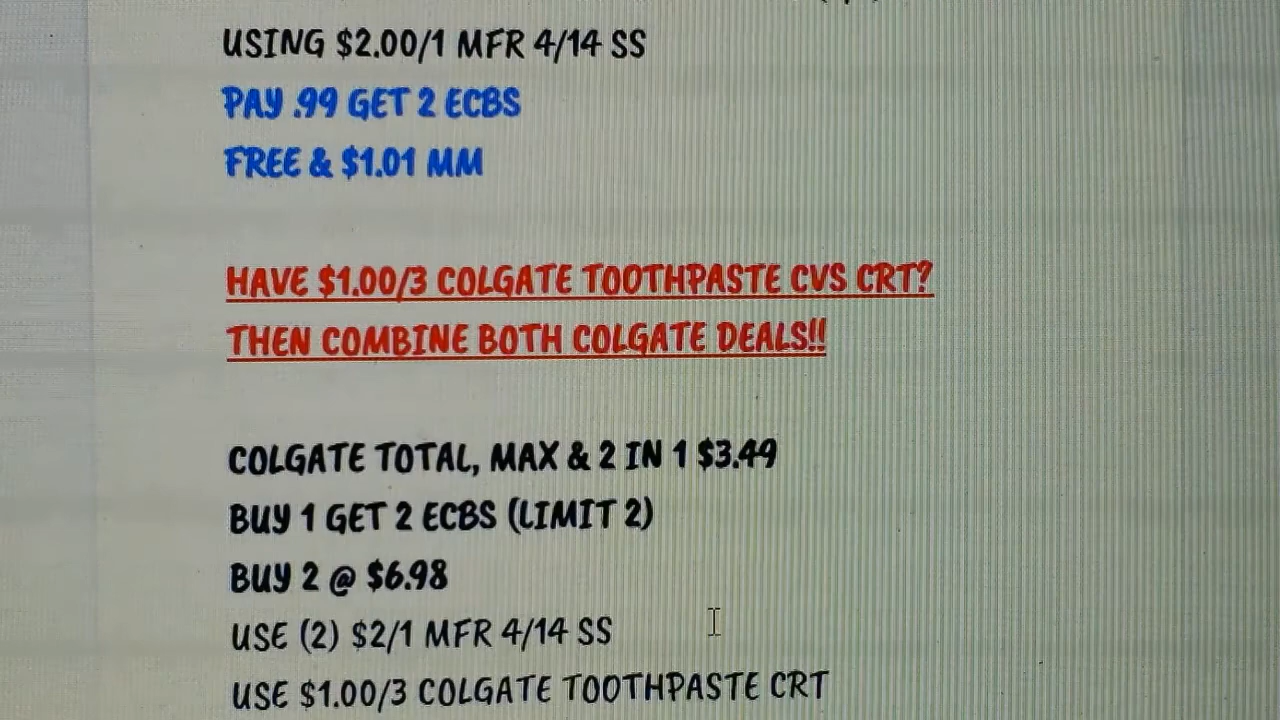 USING $2.00/1 MFR 4/14 SS
PAY .99 GET 2 ECBS
FREE & $1.01 MM
HAVE $1.00/3 COLGATE TOOTHPASTE CVS CRT?
THEN COMBINE BOTH COLGATE DEALS!!
COLGATE TOTAL, MAX & 2 IN 1 $3.49
BUY 1 GET 2 ECBS (LIMIT 2)
BUY 2 @ $6.98
USE (2) $2/1 MFR 4/14 SS
USE $1.00/3 COLGATE TOOTHPASTE CRT